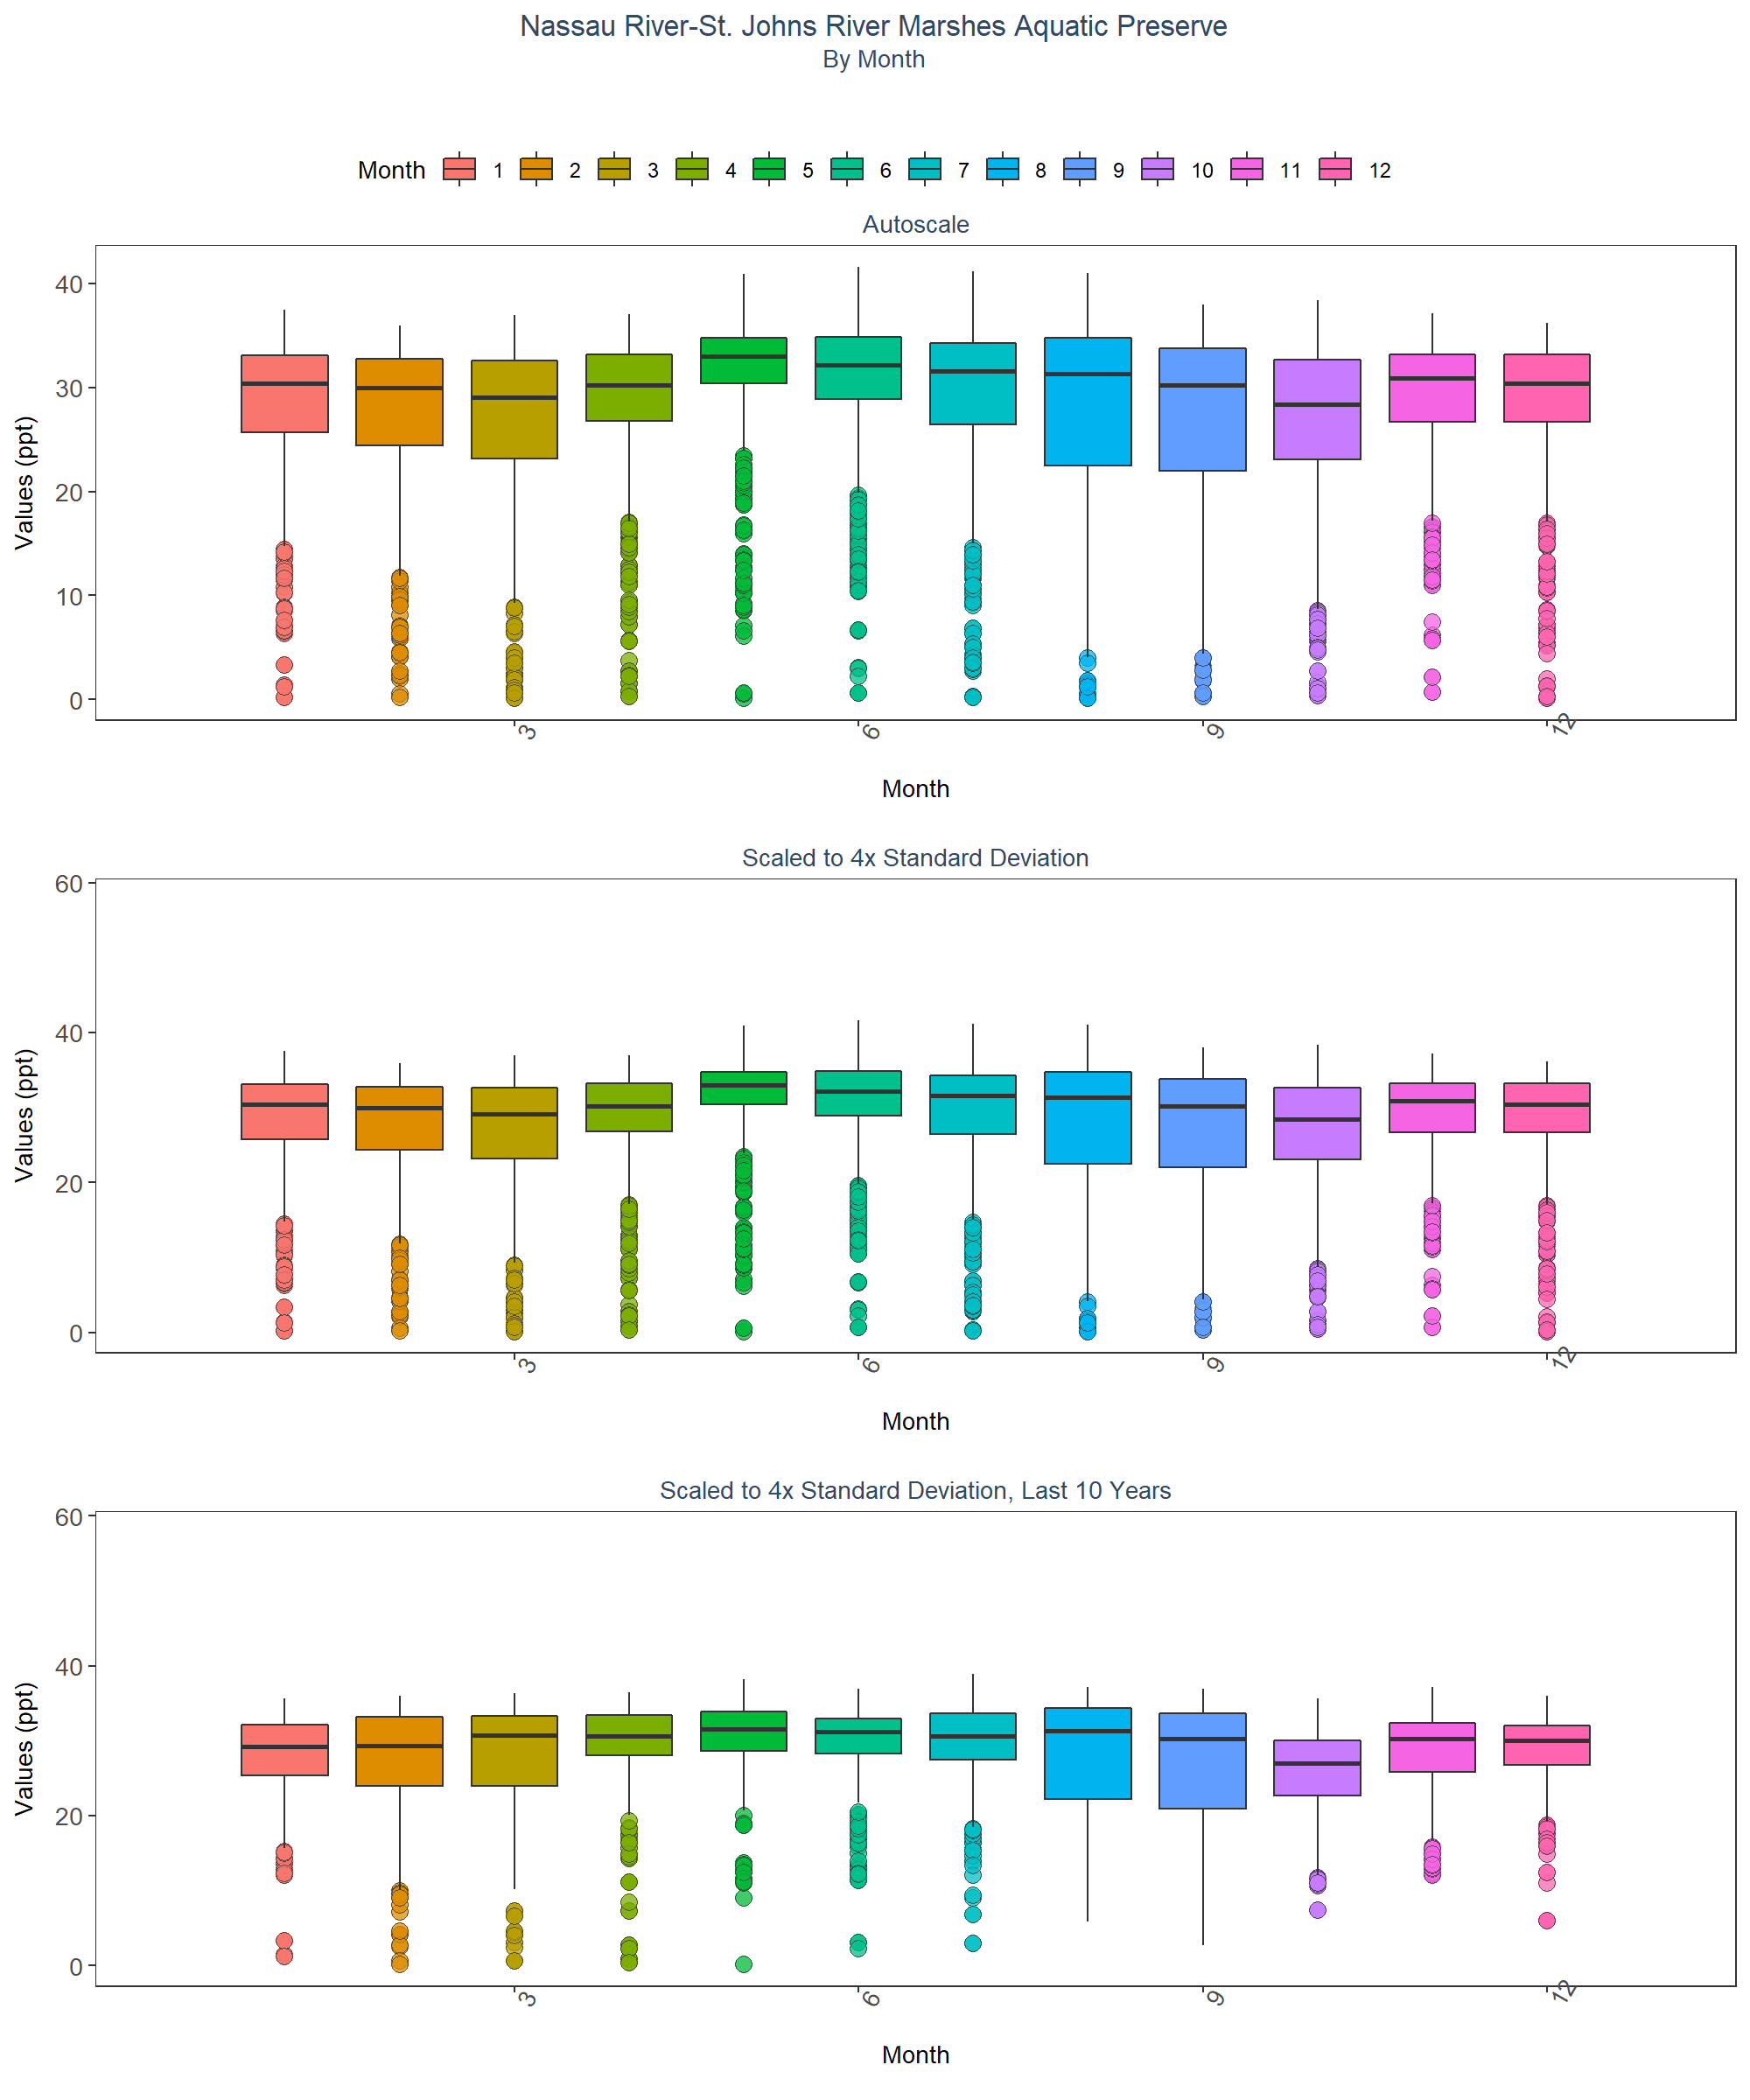 Nassau River-St. Johns River Marshes Aquatic Preserve
By Month
Month 1 2 3 4 5 6 7 8 9 10 11 12
Autoscale
Values (ppt)
40
30
20
10
0
3 6 9 12
Month
Scaled to 4x Standard Deviation
Values (ppt)
60
40
20
0
3 6 9 12
Month
Scaled to 4x Standard Deviation, Last 10 Years
Values (ppt)
60
40
20
0
3 6 9 12
Month